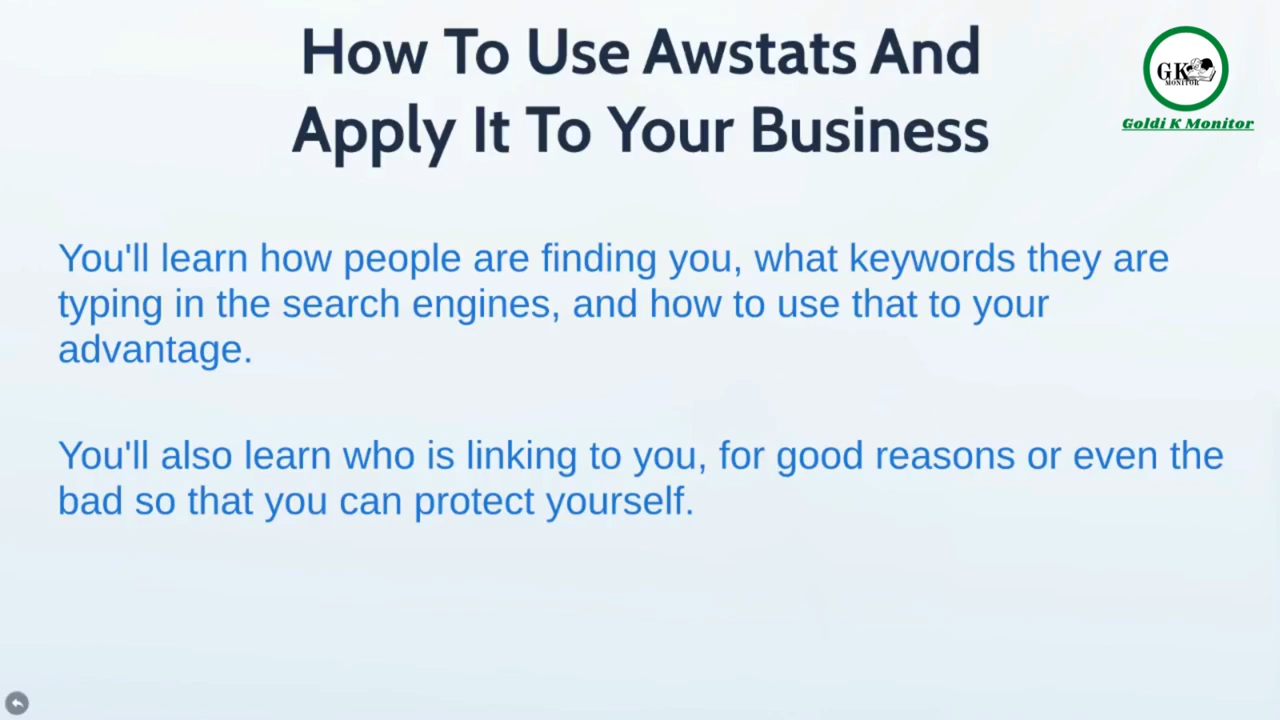 How To Use Awstats And
Apply It To Your Business
GK
MONITOR
Goldi K Monitor
You'll learn how people are finding you, what keywords they are
typing in the search engines, and how to use that to your
advantage.
You'll also learn who is linking to you, for good reasons or even the
bad so that you can protect yourself.